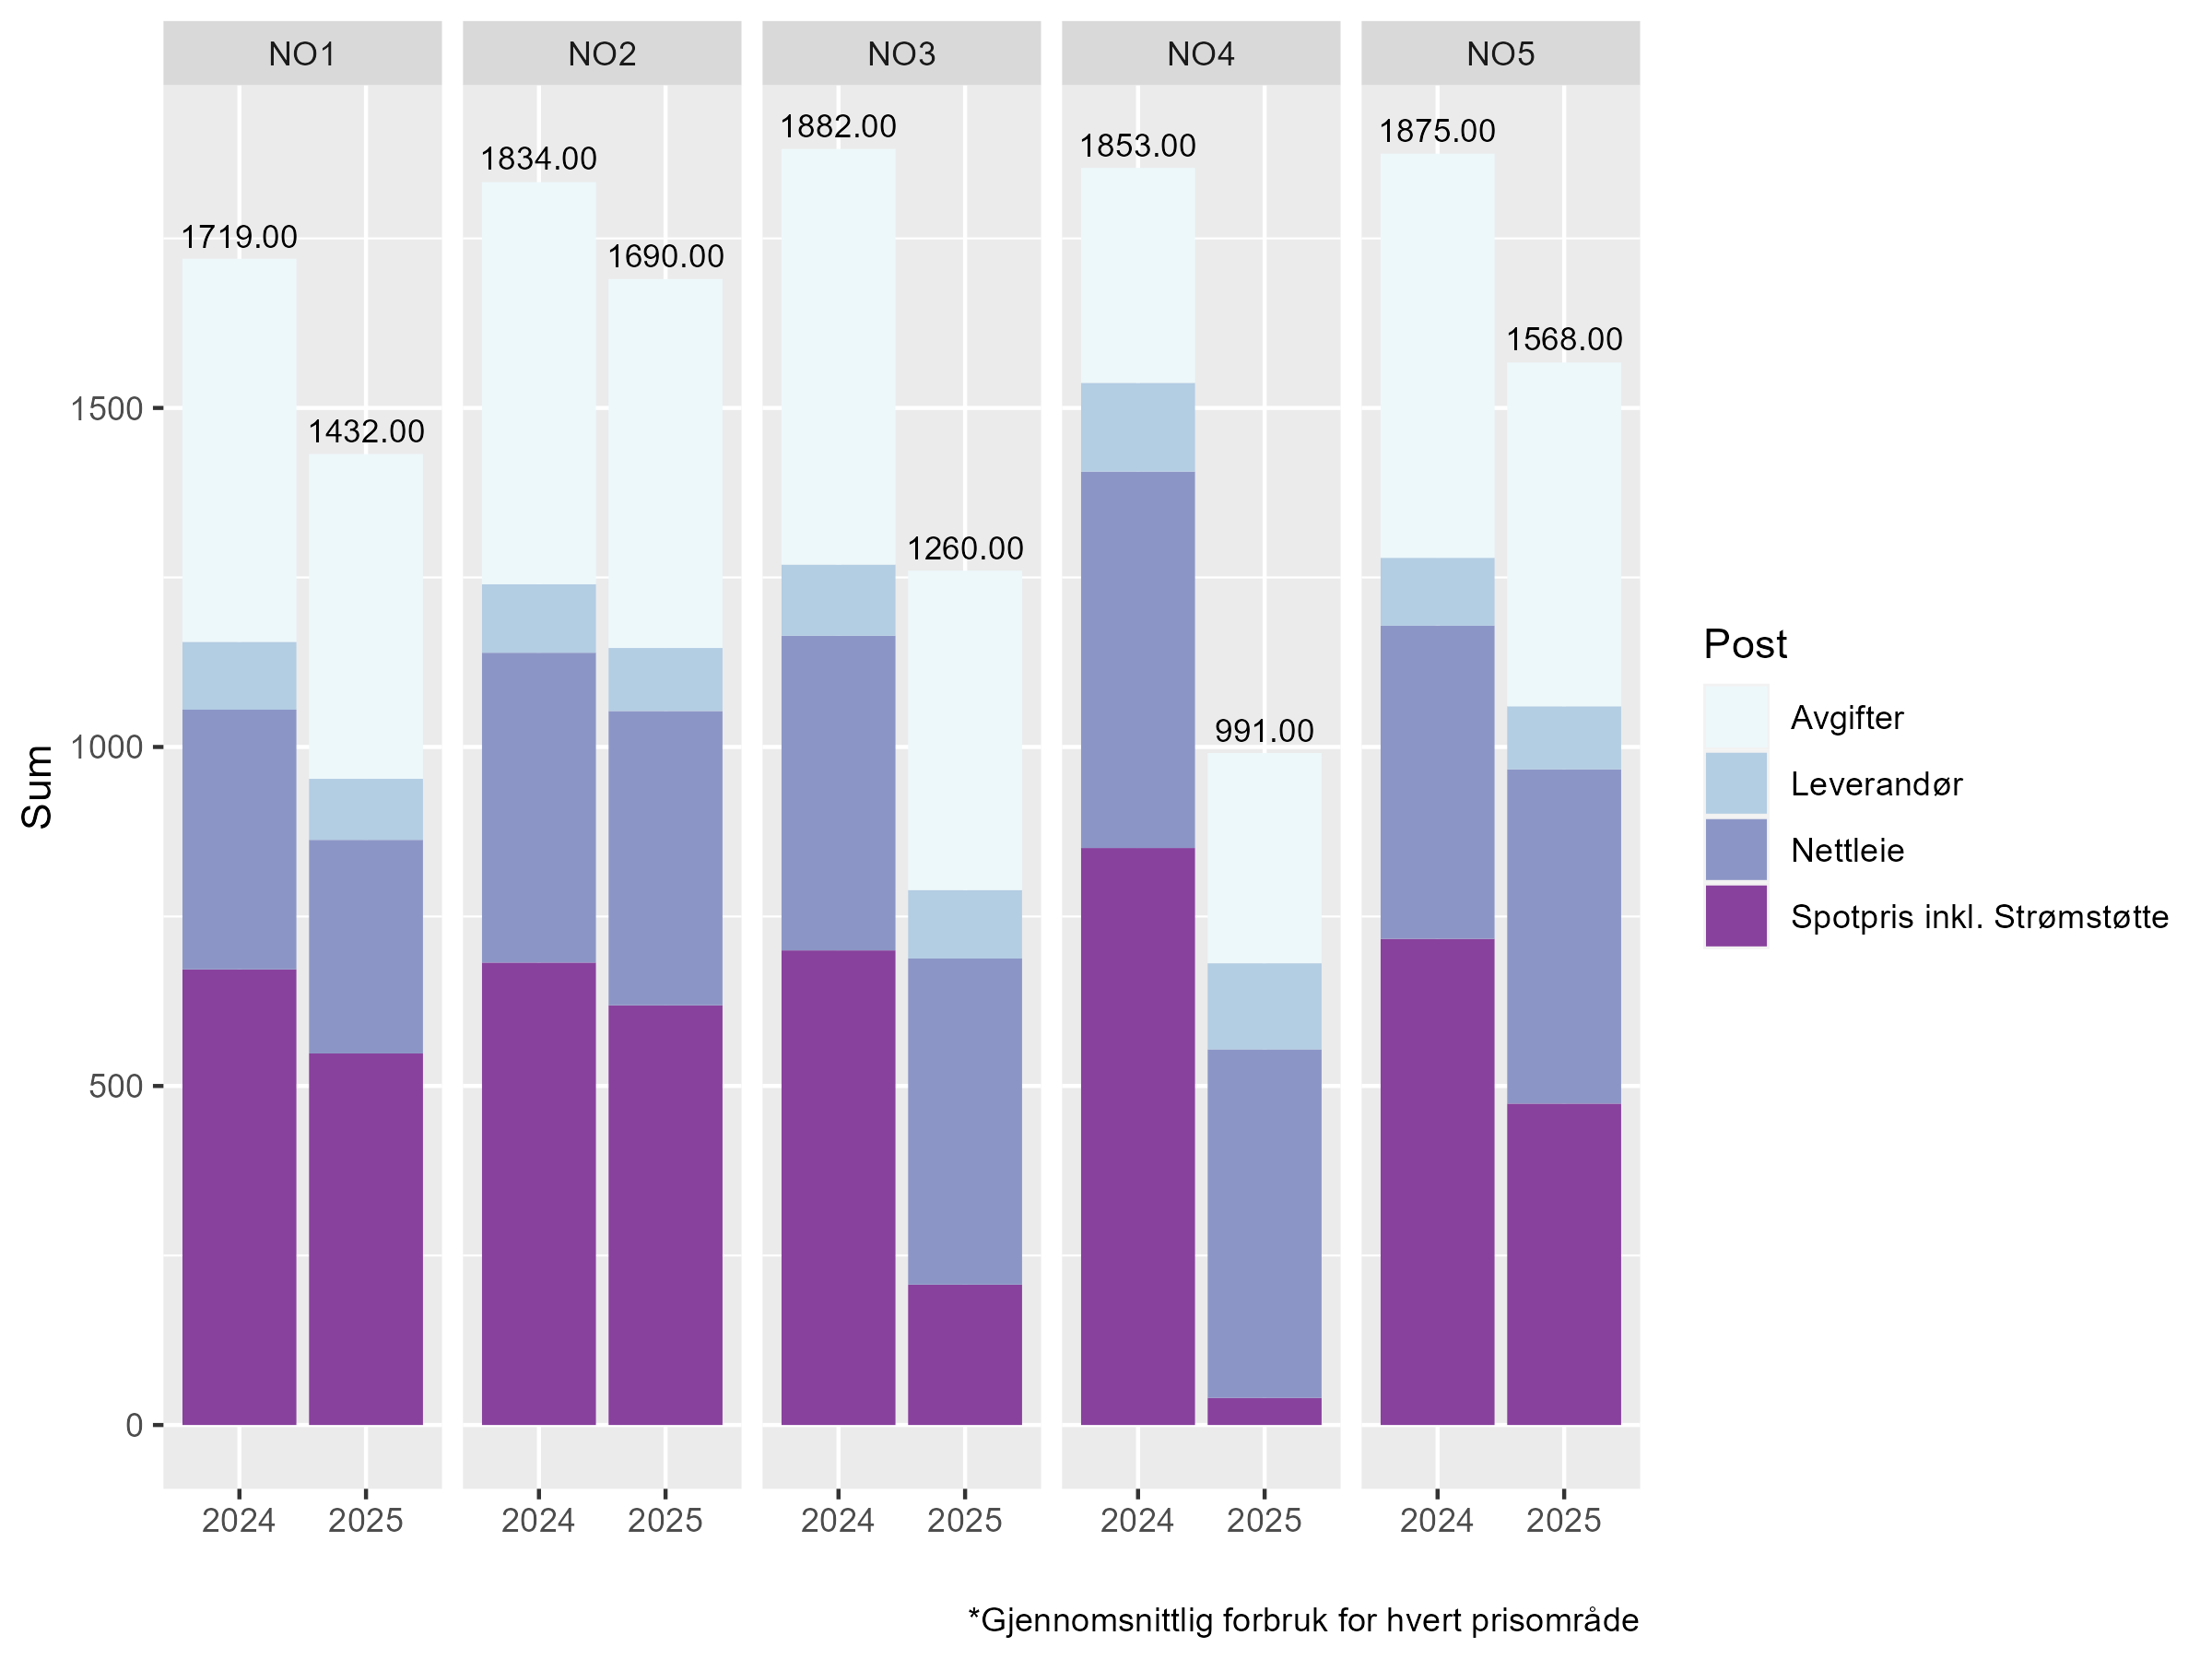 NO1 NO2 NO3 NO4 NO5
1882.00
1875.00
1853.00
1834.00
1719.00
1690.00
1568.00
1500
1432.00
1260.00
1000
991.00
500
0
Sum
2024 2025 2024 2025 2024 2025 2024 2025 2024 2025
*Gjennomsnittlig forbruk for hvert prisområde
Post
Avgifter
Leverandør
Nettleie
Spotpris inkl. Strømstøtte